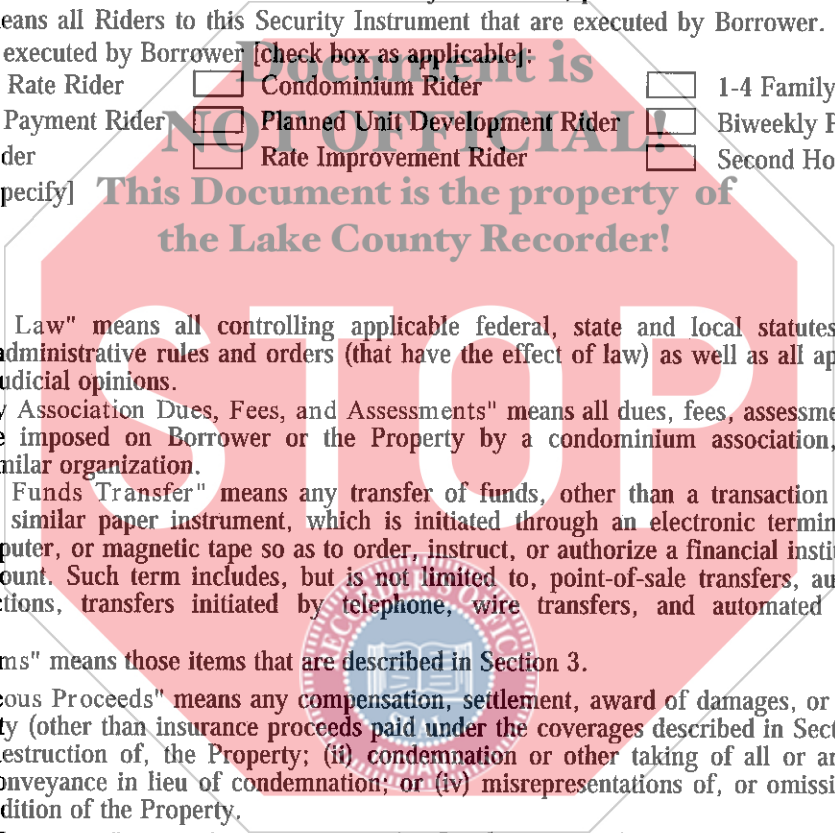 eans all Riders to this Security Instrument that are executed by Borrower.
executed by Borrower [check box as applicable]:
Rate Rider Condominium Rider 1-4 Family
Payment Rider Planned Unit Development Rider Biweekly P
der Rate Improvement Rider Second Ho
pecify]
Document is
NOT OFFICIAL!
This Document is the property of
the Lake County Recorder!
STOP
Law" means all controlling applicable federal, state and local statutes
administrative rules and orders (that have the effect of law) as well as all ap
udicial opinions.
y Association Dues, Fees, and Assessments" means all dues, fees, assessme
e imposed on Borrower or the Property by a condominium association,
milar organization.
Funds Transfer" means any transfer of funds, other than a transaction
similar paper instrument, which is initiated through an electronic termin
puter, or magnetic tape so as to order, instruct, or authorize a financial instit
ount. Such term includes, but is not limited to, point-of-sale transfers, au
ctions, transfers initiated by telephone, wire transfers, and automated
ms" means those items that are described in Section 3.
eous Proceeds" means any compensation, settlement, award of damages, or
ty (other than insurance proceeds paid under the coverages described in Sect
estruction of, the Property; (ii) condemnation or other taking of all or an
onveyance in lieu of condemnation; or (iv) misrepresentations of, or omissi
dition of the Property.
RECORDER'S OFFIC
SEAL
INDIANA